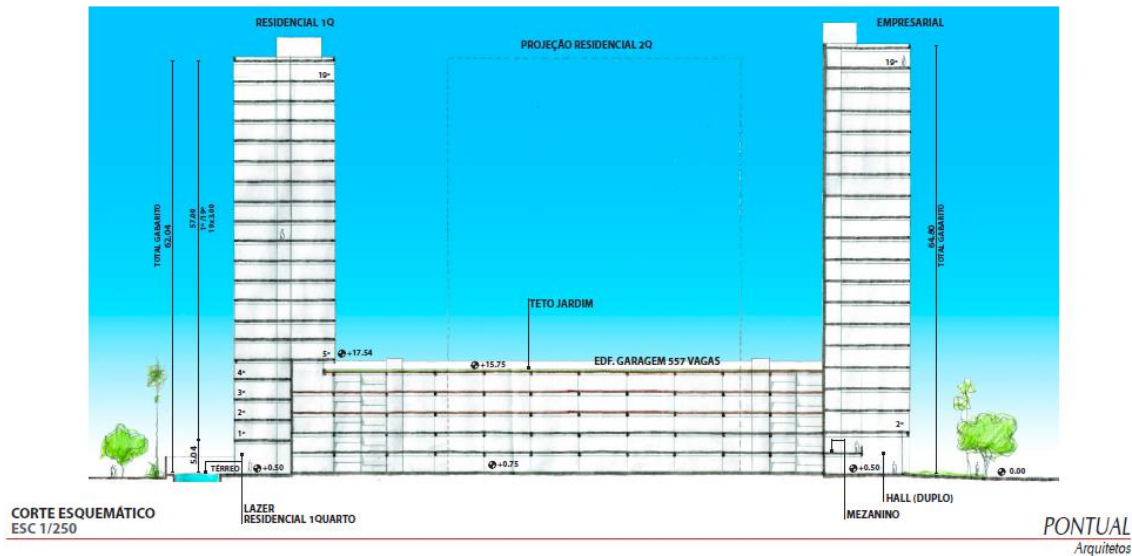 RESIDENCIAL 1Q
EMPRESARIAL
PROJEÇÃO RESIDENCIAL 2Q
19º
19º
TOTAL GABARITO
62.04
57.00
1º /19º
19x3.00
64.80
TOTAL GABARITO
TETO JARDIM
5º
+17.54
+15.75
EDF. GARAGEM 557 VAGAS
4º
3º
2º
1º
2º
5.04
TÉRREO
+0.50
+0.75
+0.50
0.00
HALL (DUPLO)
MEZANINO
LAZER
RESIDENCIAL 1QUARTO
CORTE ESQUEMÁTICO
ESC 1/250
PONTUAL
Arquitetos